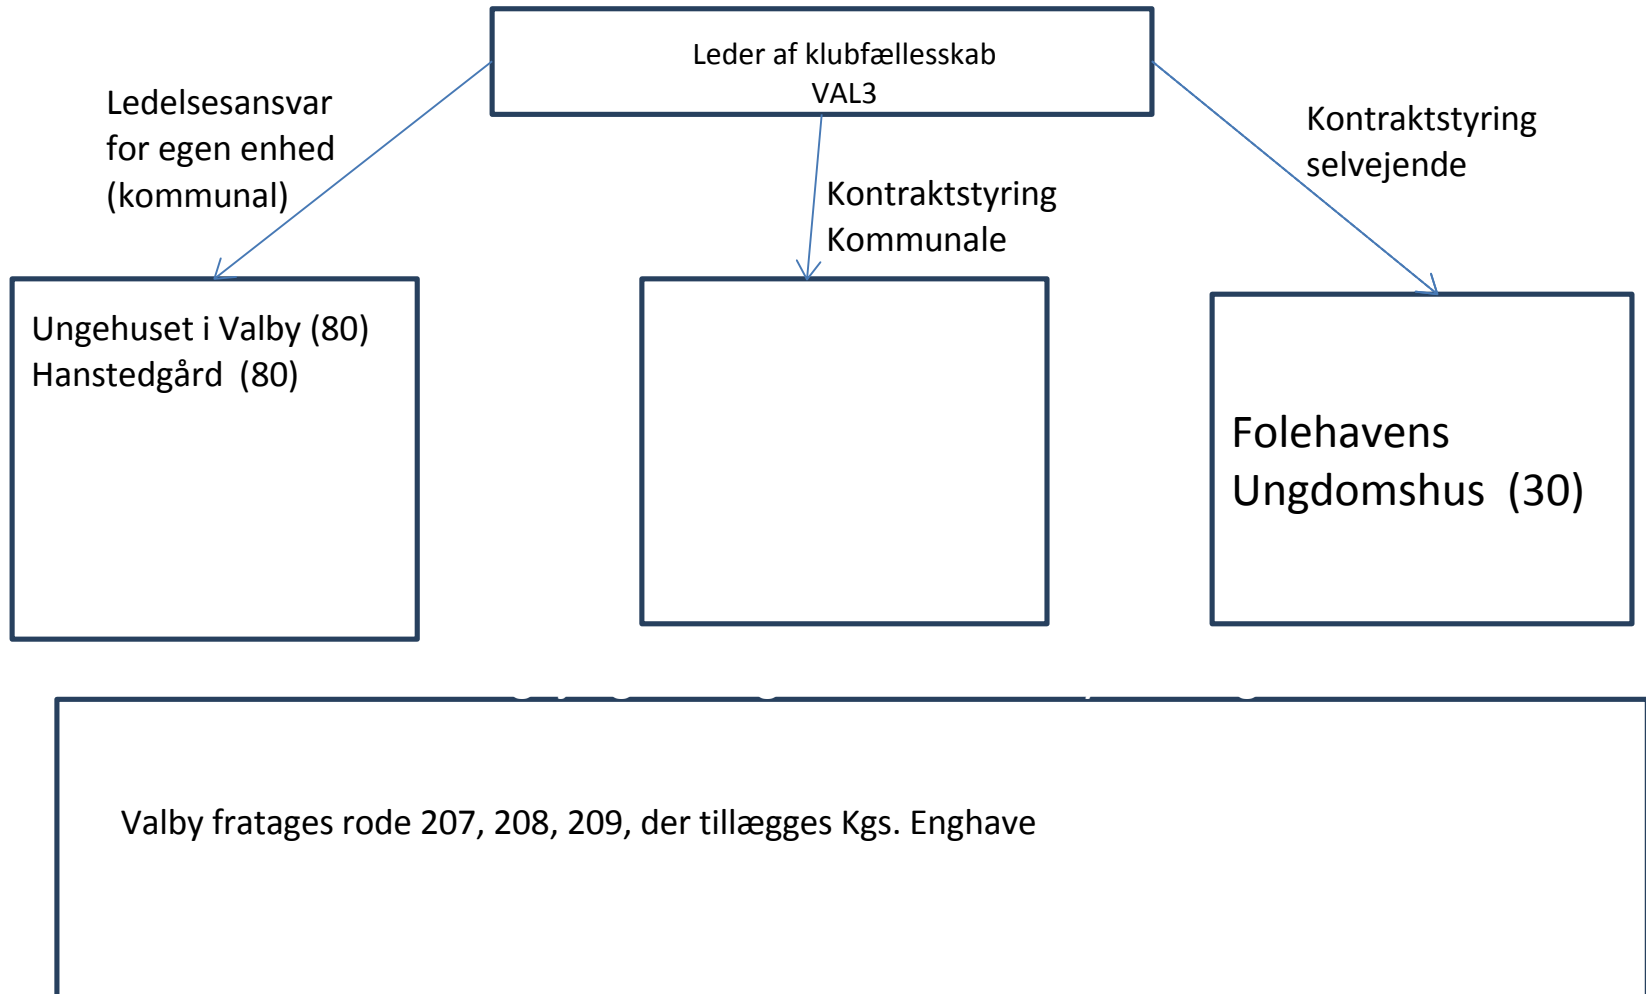 Leder af klubfællesskab
VAL3
Ledelsesansvar
for egen enhed
(kommunal)
Kontraktstyring
Kommunale
Kontraktstyring
selvejende
Ungehuset i Valby (80)
Hanstedgård (80)
Folehavens
Ungdomshus (30)
Valby fratages rode 207, 208, 209, der tillægges Kgs. Enghave